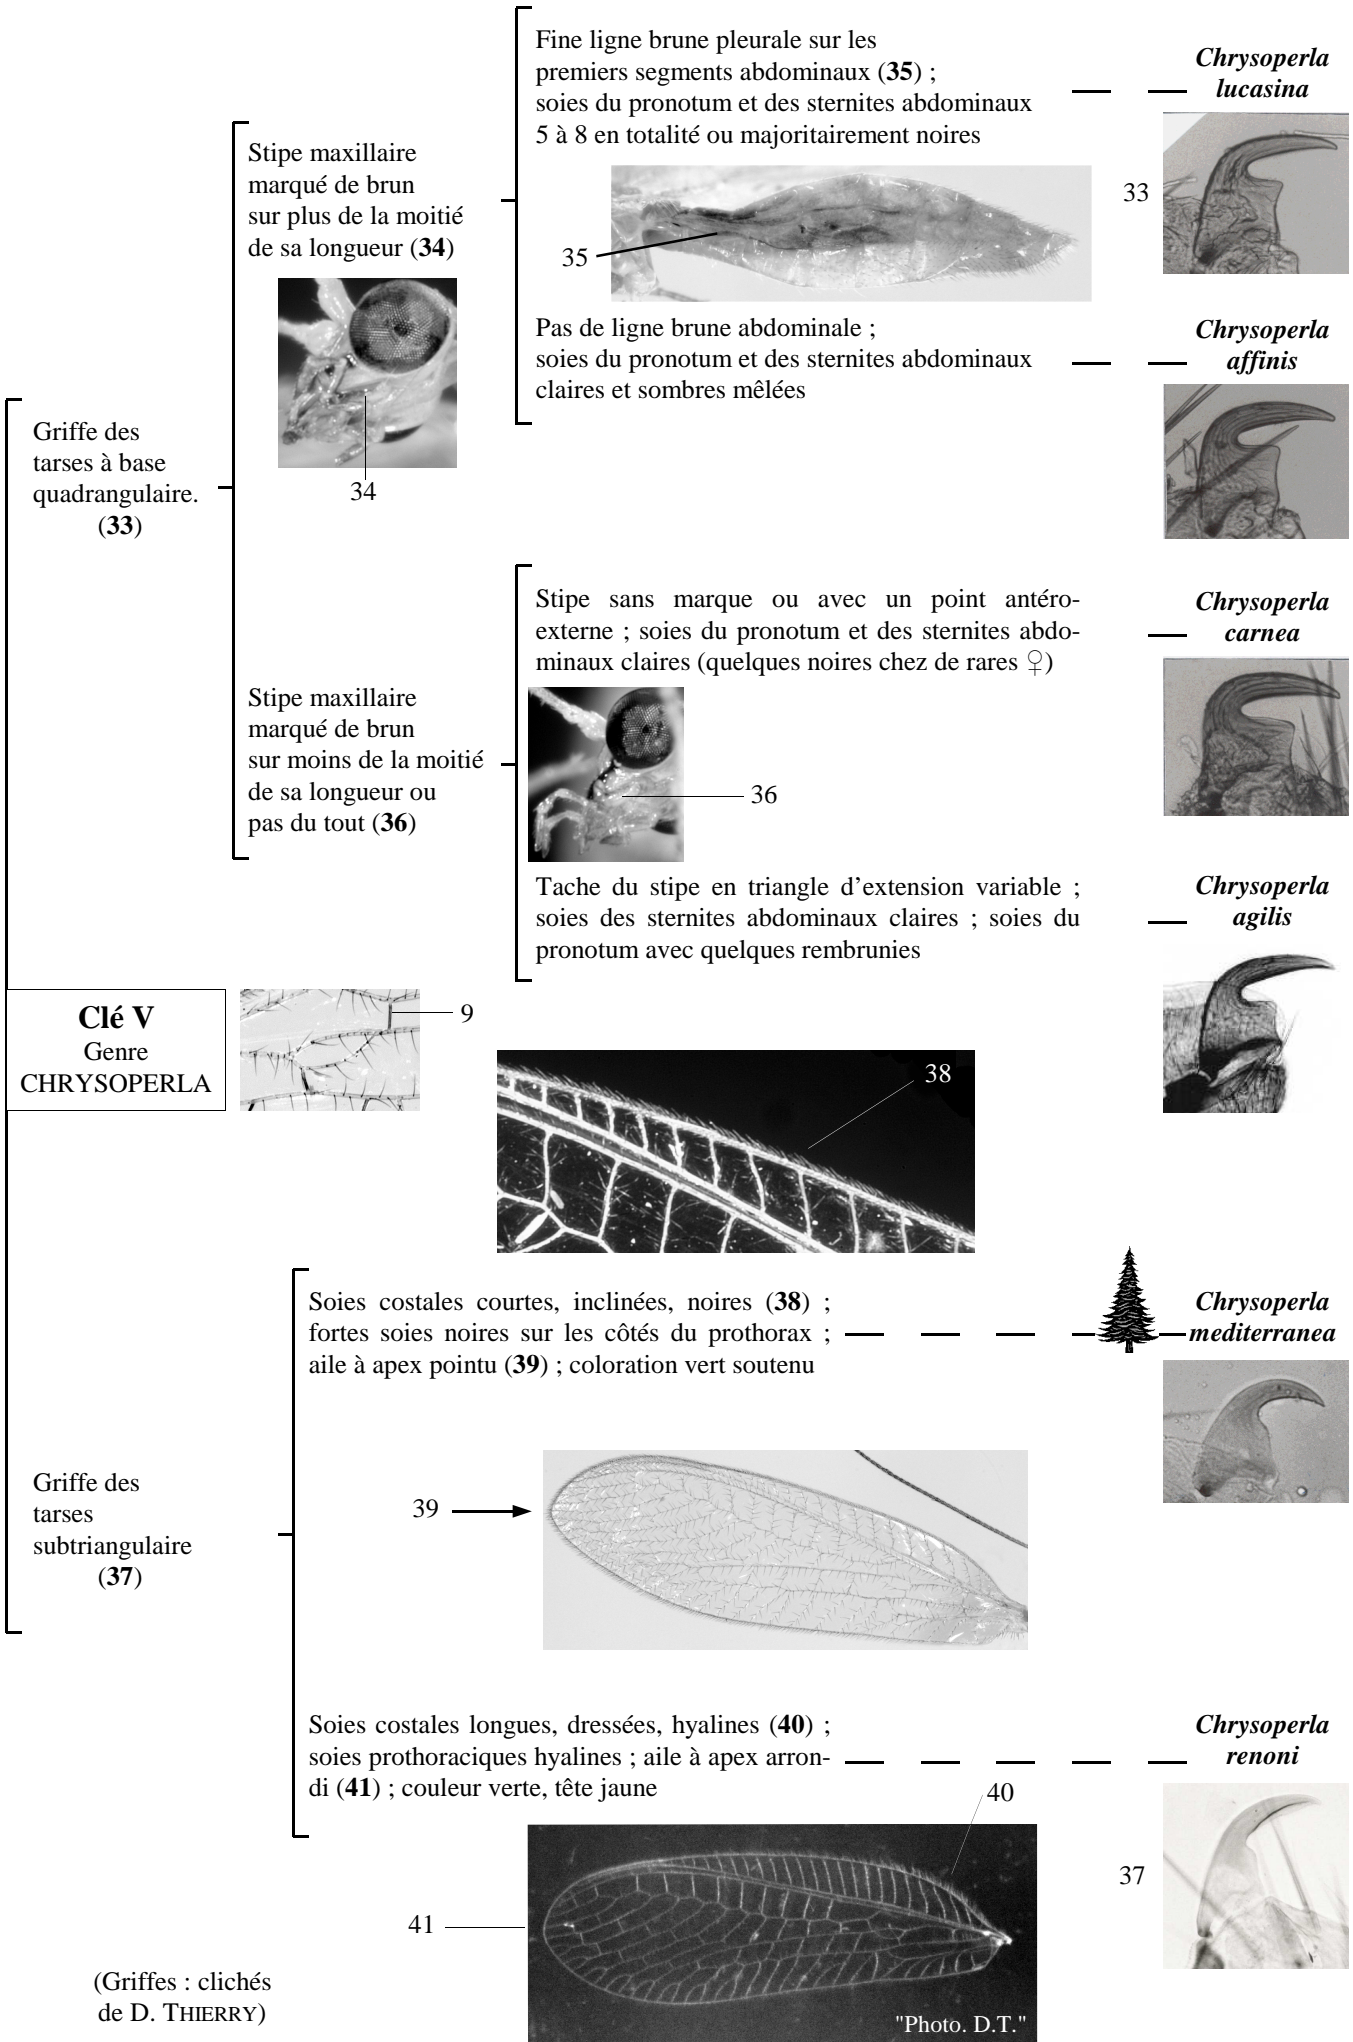 Fine ligne brune pleurale sur les
premiers segments abdominaux (35) ;
soies du pronotum et des sternites abdominaux
5 à 8 en totalité ou majoritairement noires
Chrysoperla
lucasina
33
Stipe maxillaire
marqué de brun
sur plus de la moitié
de sa longueur (34)
35
34
Pas de ligne brune abdominale ;
soies du pronotum et des sternites abdominaux
claires et sombres mêlées
Chrysoperla
affinis
Griffe des
tarses à base
quadrangulaire.
(33)
Stipe sans marque ou avec un point antéro-
externe ; soies du pronotum et des sternites abdo-
minaux claires (quelques noires chez de rares ♀)
Chrysoperla
carnea
Stipe maxillaire
marqué de brun
sur moins de la moitié
de sa longueur ou
pas du tout (36)
36
Tache du stipe en triangle d’extension variable ;
soies des sternites abdominaux claires ; soies du
pronotum avec quelques rembrunies
Chrysoperla
agilis
Clé V
Genre
CHRYSOPERLA
9
38
Soies costales courtes, inclinées, noires (38) ;
fortes soies noires sur les côtés du prothorax ;
aile à apex pointu (39) ; coloration vert soutenu
Chrysoperla
mediterranea
Griffe des
tarses
subtriangulaire
(37)
39
Soies costales longues, dressées, hyalines (40) ;
soies prothoraciques hyalines ; aile à apex arron-
di (41) ; couleur verte, tête jaune
Chrysoperla
renoni
40
37
41
(Griffes : clichés
de D. THIERRY)
"Photo. D.T."